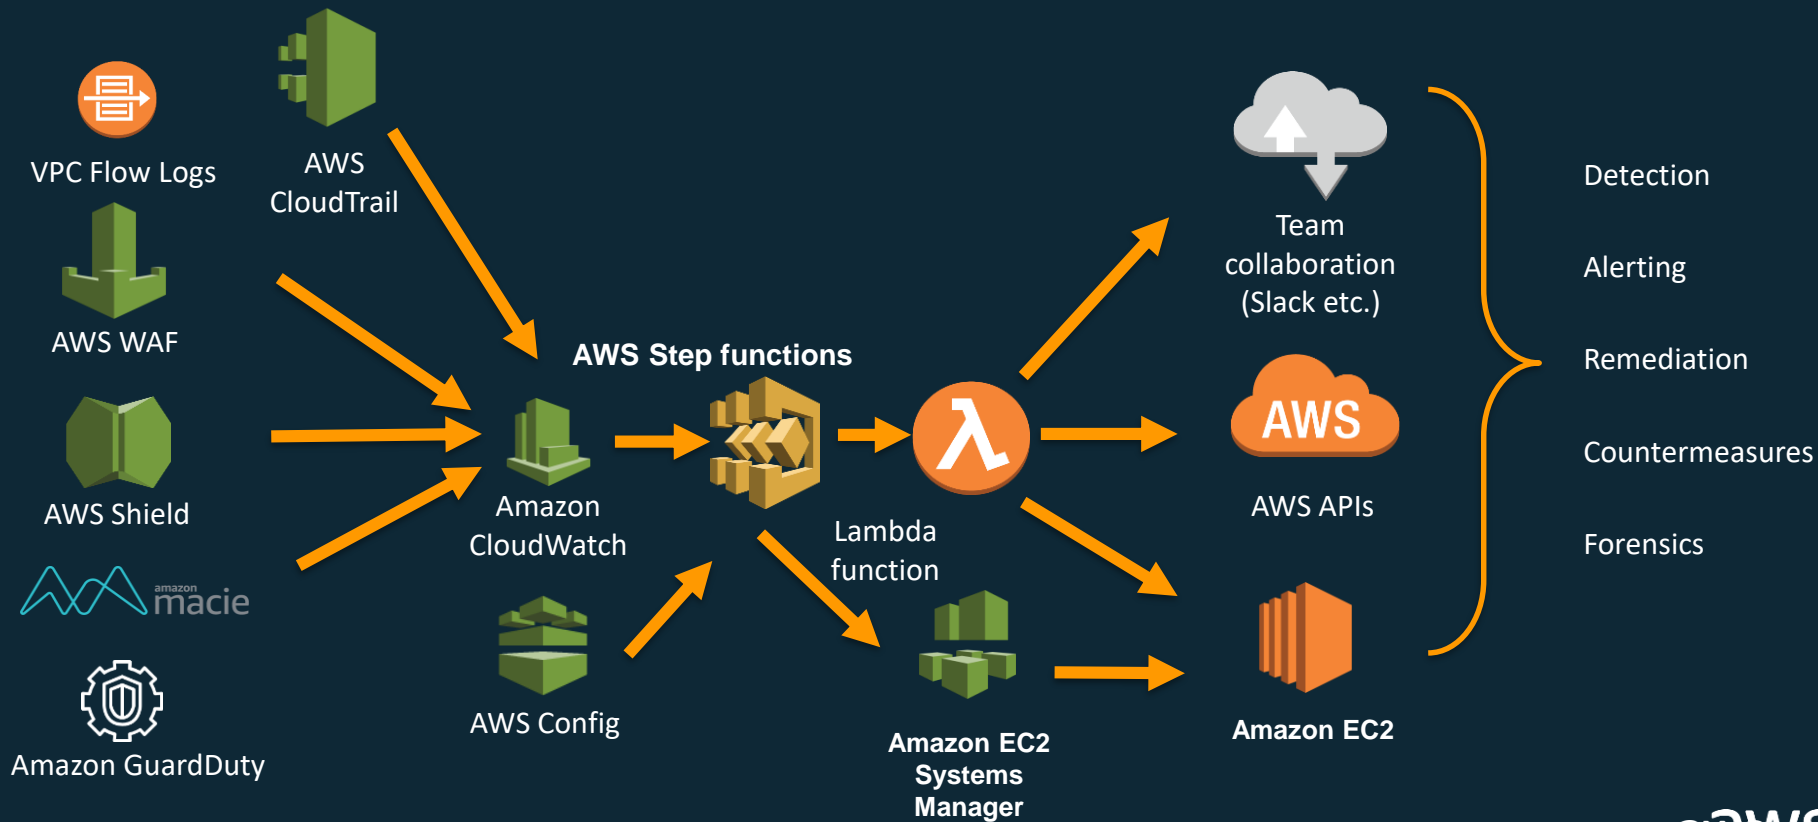 VPC Flow Logs
AWS
CloudTrail
AWS WAF
AWS Shield
amazon
macie
Amazon GuardDuty
Amazon
CloudWatch
AWS Config
AWS Step functions
Lambda
function
Amazon EC2
Systems
Manager
Team
collaboration
(Slack etc.)
AWS
AWS APIs
Amazon EC2
Detection
Alerting
Remediation
Countermeasures
Forensics